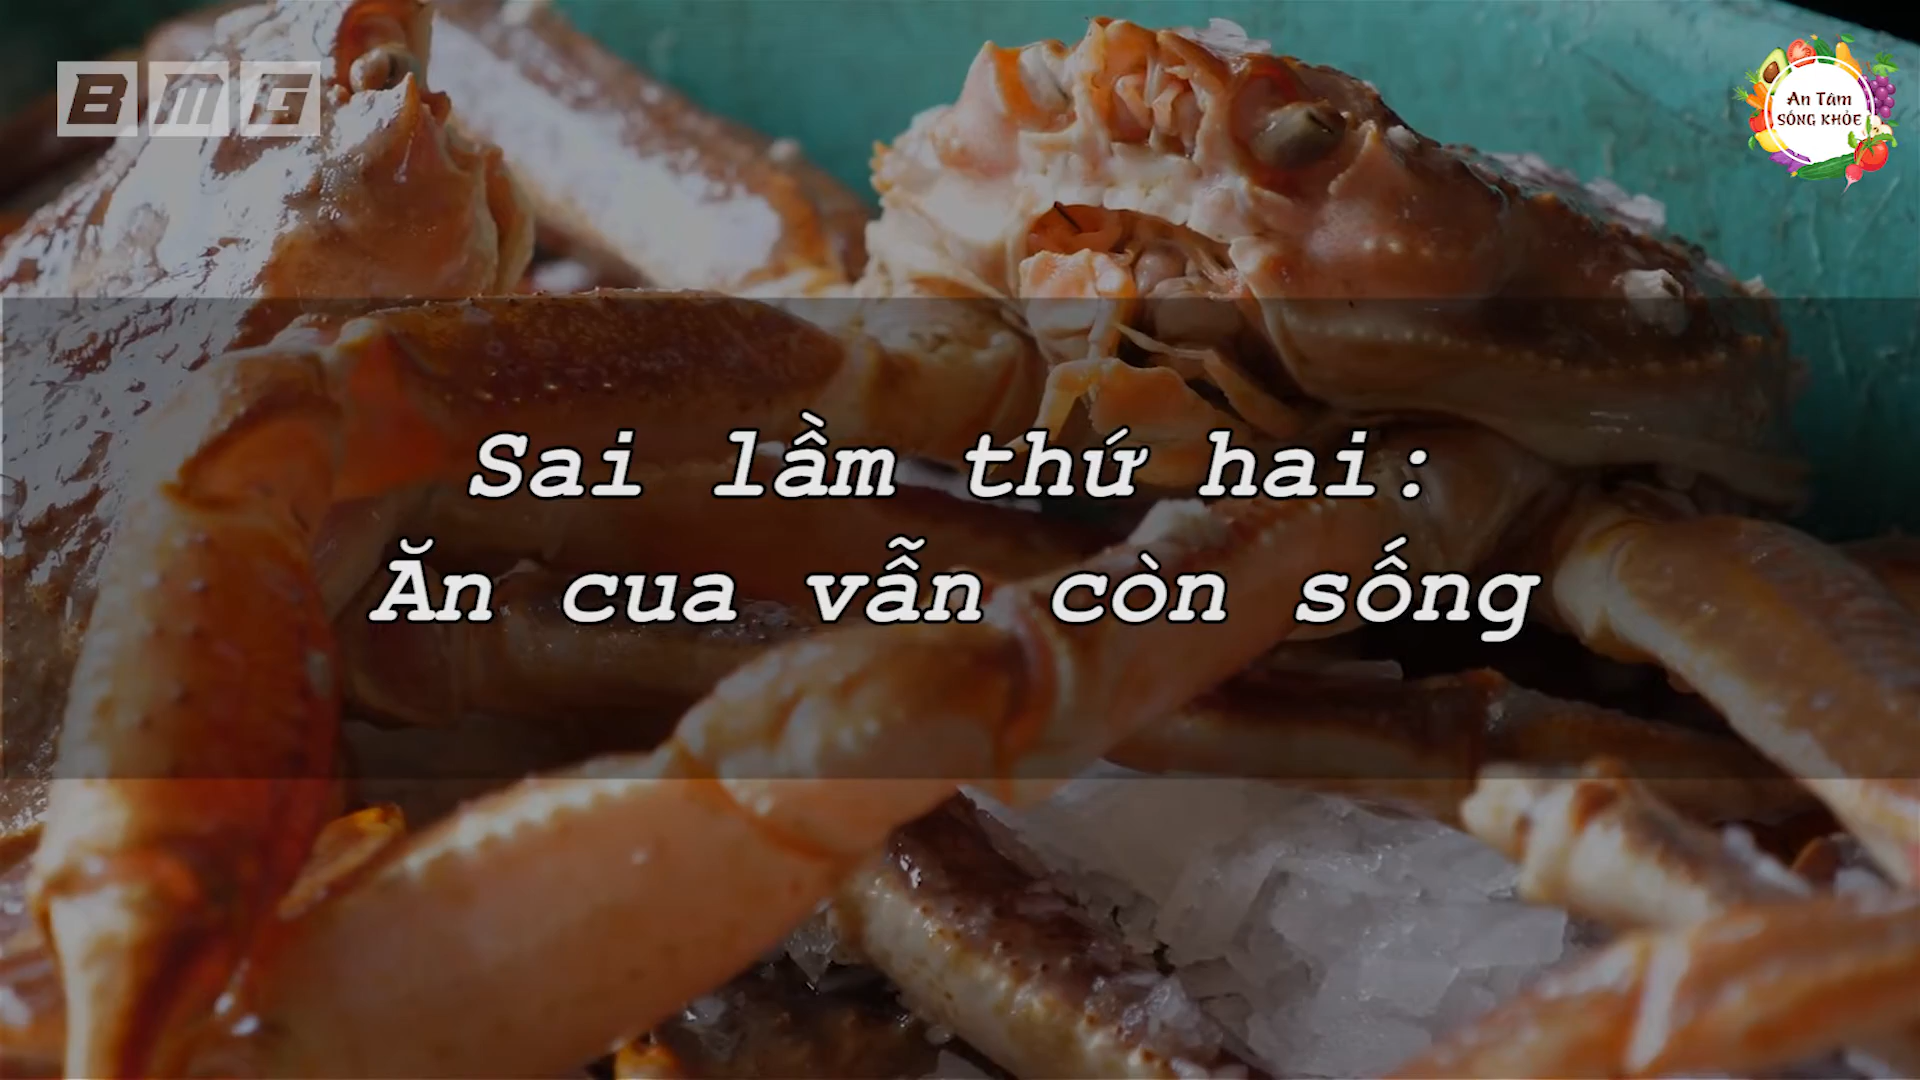 BMG
An Tâm
SỐNG KHỎE
Sai lầm thứ hai:
Ăn cua vẫn còn sống